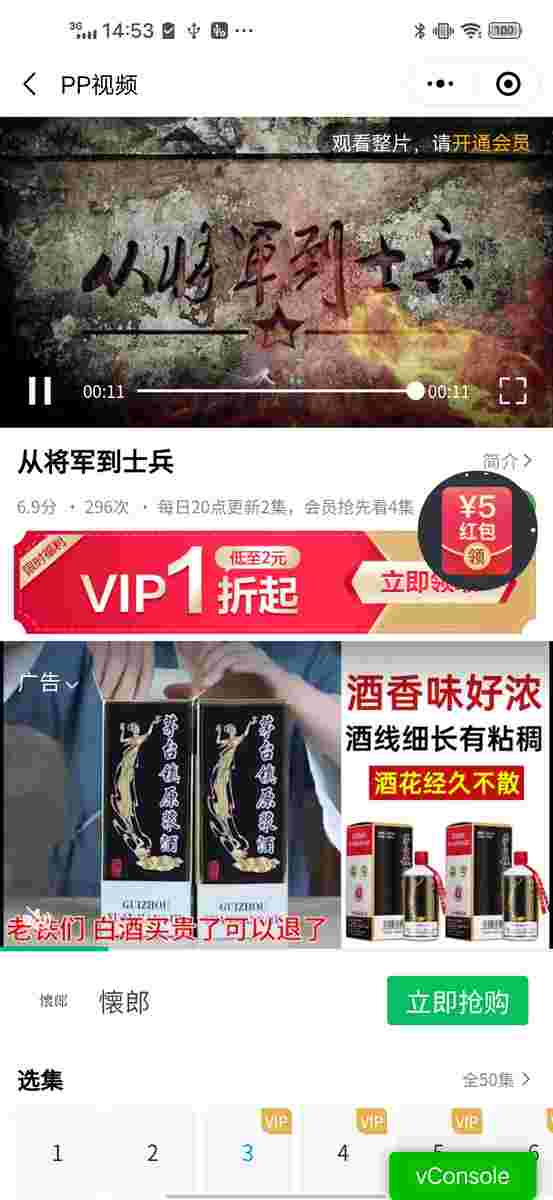 3G 14:53 100
PP视频
观看整片，请开通会员
从将军到士兵
00:11 00:11
从将军到士兵 简介
6.9分 · 296次 · 每日20点更新2集，会员抢先看4集
¥5
红包
领
限时福利
VIP1折起
低至2元
立即领
广告
茅台镇原浆酒
茅台镇原浆酒
GUIZHOU
GUIZHOU
酒香味好浓
酒线细长有粘稠
酒花经久不散
老铁们 白酒买贵了可以退了
懷郎 懷郎 立即抢购
选集 全50集
VIP VIP VIP
1 2 3 4 5 6
vConsole